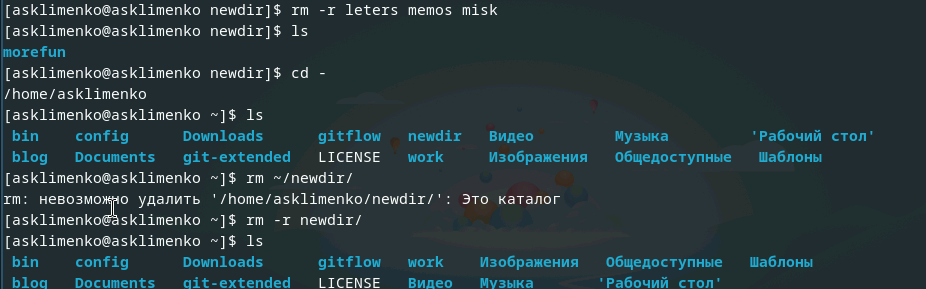 [asklimenko@asklimenko newdir]$ rm -r leters memos misk
[asklimenko@asklimenko newdir]$ ls
morefun
[asklimenko@asklimenko newdir]$ cd -
/home/asklimenko
[asklimenko@asklimenko ~]$ ls
bin config Downloads gitflow newdir Видео Музыка 'Рабочий стол'
blog Documents git-extended LICENSE work Изображения Общедоступные Шаблоны
[asklimenko@asklimenko ~]$ rm ~/newdir/
rm: невозможно удалить '/home/asklimenko/newdir/': Это каталог
[asklimenko@asklimenko ~]$ rm -r newdir/
[asklimenko@asklimenko ~]$ ls
bin config Downloads gitflow work Изображения Общедоступные Шаблоны
blog Documents git-extended LICENSE Видео Музыка 'Рабочий стол'